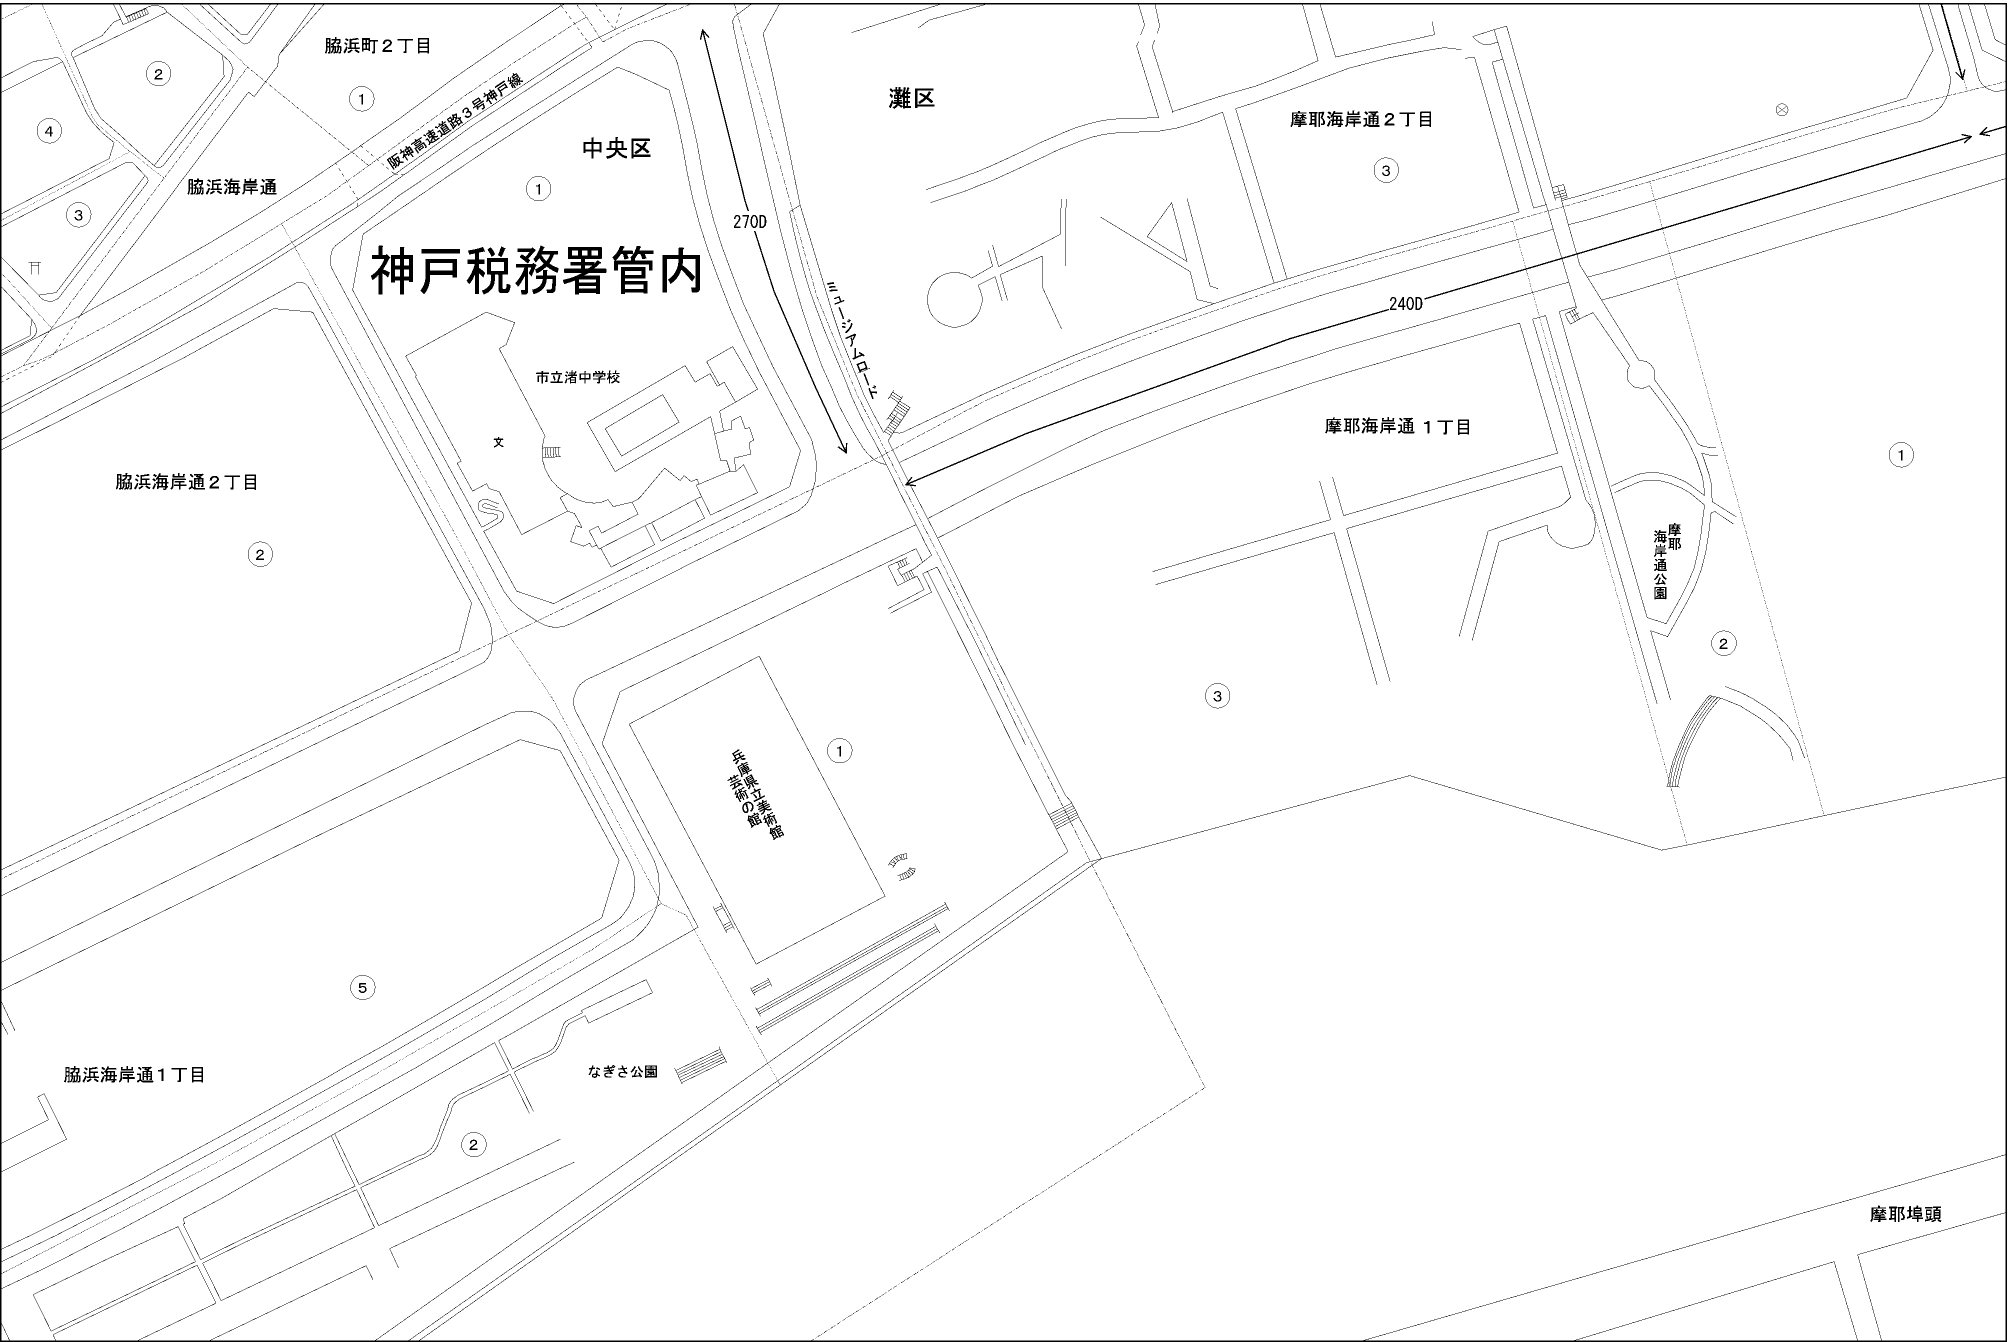 脇浜町２丁目
②
①
阪神高速道路３号神戸線
灘区
摩耶海岸通２丁目
④
中央区
③
脇浜海岸通
①
③
270D
神戸税務署管内
ミュージアムロード
240D
市立渚中学校
文
摩耶海岸通１丁目
①
脇浜海岸通２丁目
②
摩耶
海岸通公園
②
③
①
兵庫県立美術館
芸術の館
⑤
脇浜海岸通１丁目
なぎさ公園
②
摩耶埠頭